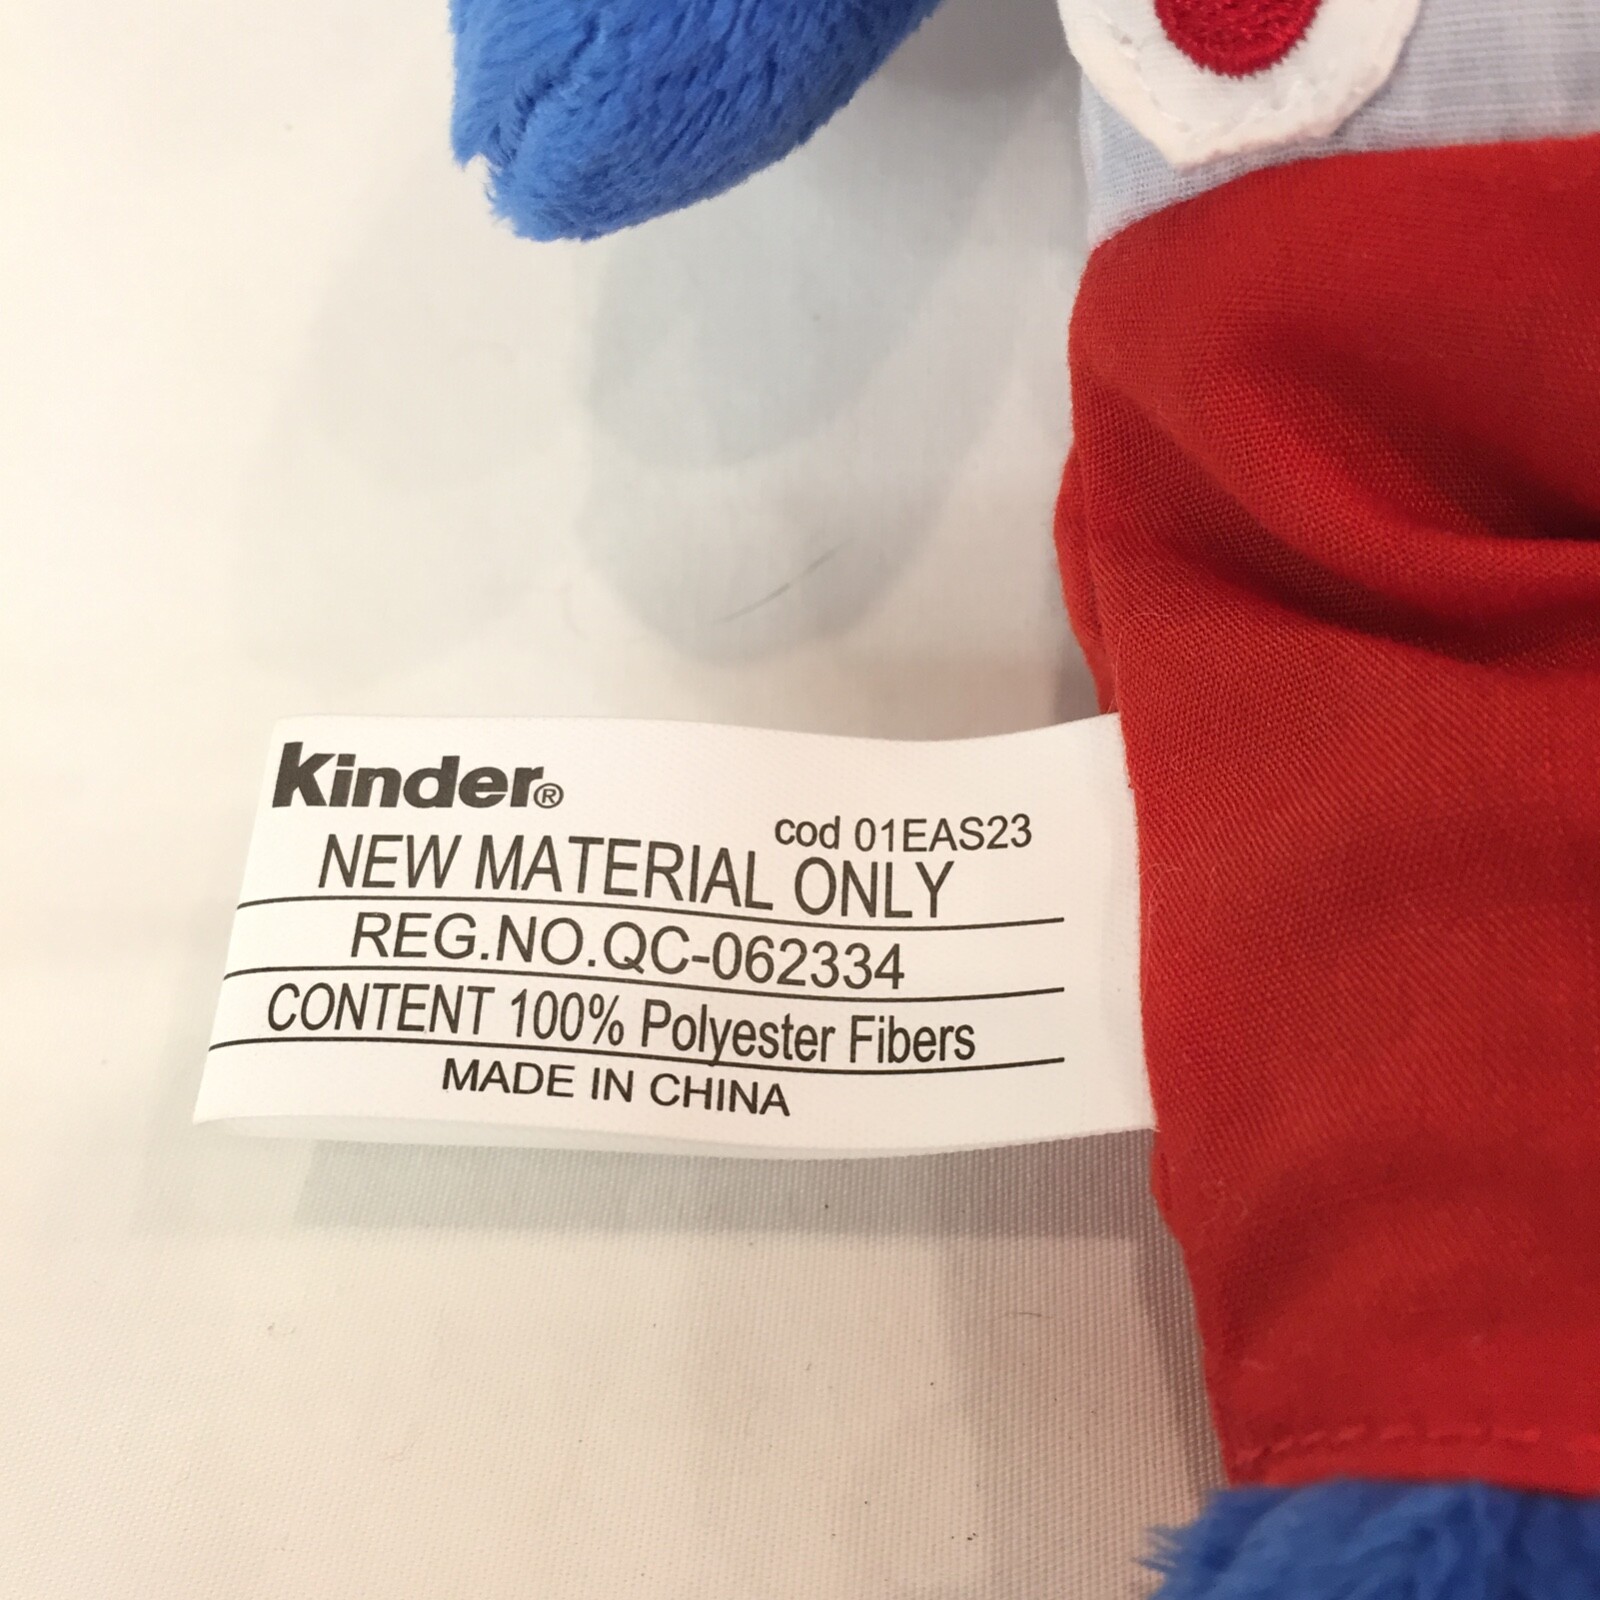 Kinder®
cod 01EAS23
NEW MATERIAL ONLY
REG.NO.QC-062334
CONTENT 100% Polyester Fibers
MADE IN CHINA